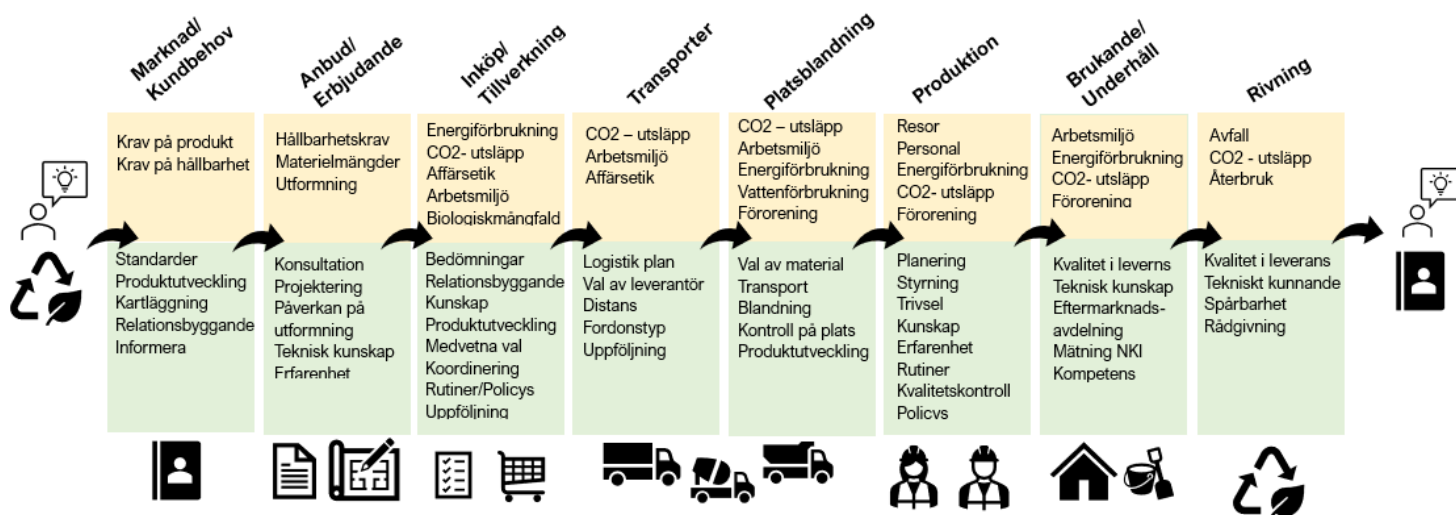 Marknad/
Kundbehov
Anbud/
Erbjudande
Inköp/
Tillverkning
Transporter
Platsblandning
Produktion
Brukande/
Underhåll
Rivning
Krav på produkt
Krav på hållbarhet
Hållbarhetskrav
Materielmängder
Utformning
Energiförbrukning
CO2- utsläpp
Affärsetik
Arbetsmiljö
Biologiskmångfald
CO2 – utsläpp
Arbetsmiljö
Affärsetik
CO2 – utsläpp
Arbetsmiljö
Energiförbrukning
Vattenförbrukning
Förorening
Resor
Personal
Energiförbrukning
CO2- utsläpp
Förorening
Arbetsmiljö
Energiförbrukning
CO2- utsläpp
Förorening
Avfall
CO2 - utsläpp
Återbruk
Standarder
Produktutveckling
Kartläggning
Relationsbyggande
Informera
Konsultation
Projektering
Påverkan på
utformning
Teknisk kunskap
Erfarenhet
Bedömningar
Relationsbyggande
Kunskap
Produktutveckling
Medvetna val
Koordinering
Rutiner/Policys
Uppföljning
Logistik plan
Val av leverantör
Distans
Fordonstyp
Uppföljning
Val av material
Transport
Blandning
Kontroll på plats
Produktutveckling
Planering
Styrning
Trivsel
Kunskap
Erfarenhet
Rutiner
Kvalitetskontroll
Policys
Kvalitet i leverns
Teknisk kunskap
Eftermarknads-
avdelning
Mätning NKI
Kompetens
Kvalitet i leverans
Tekniskt kunnande
Spårbarhet
Rådgivning